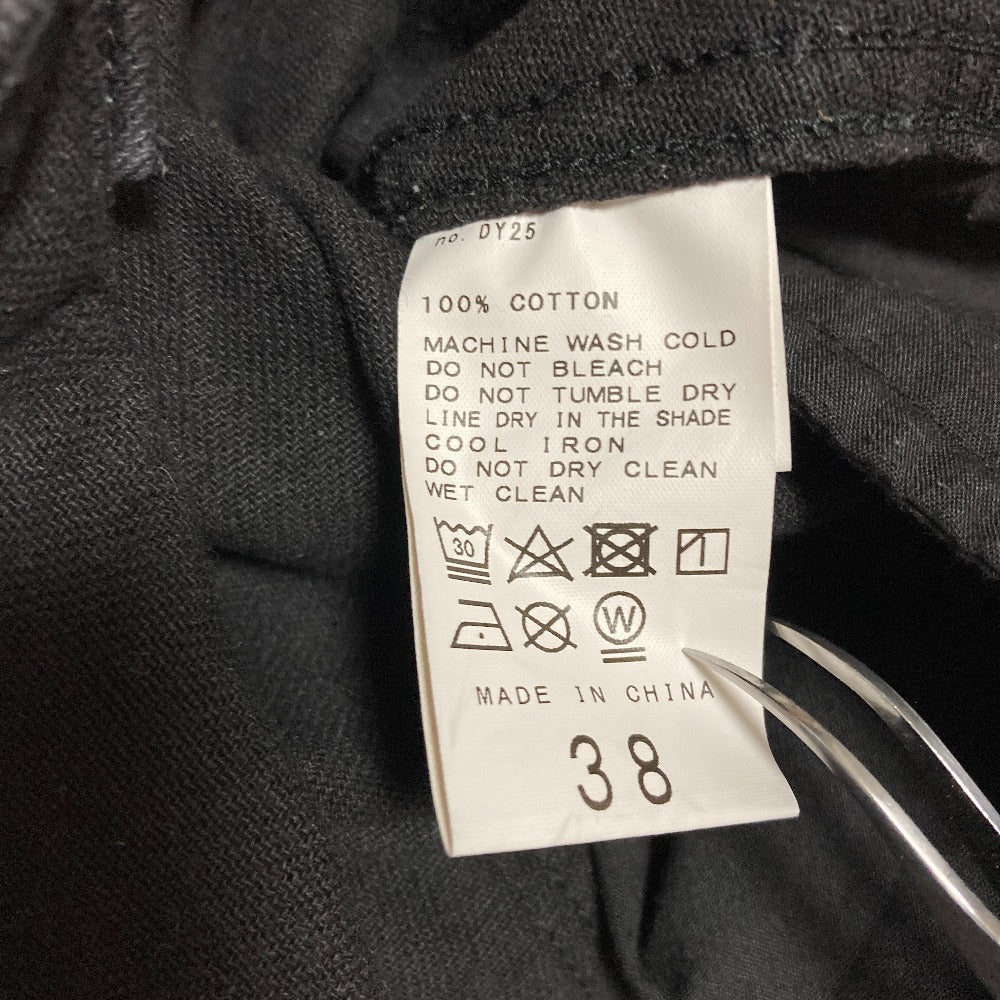 no. DY25
100% COTTON
MACHINE WASH COLD
DO NOT BLEACH
DO NOT TUMBLE DRY
LINE DRY IN THE SHADE
COOL IRON
DO NOT DRY CLEAN
WET CLEAN
30
W
MADE IN CHINA
38